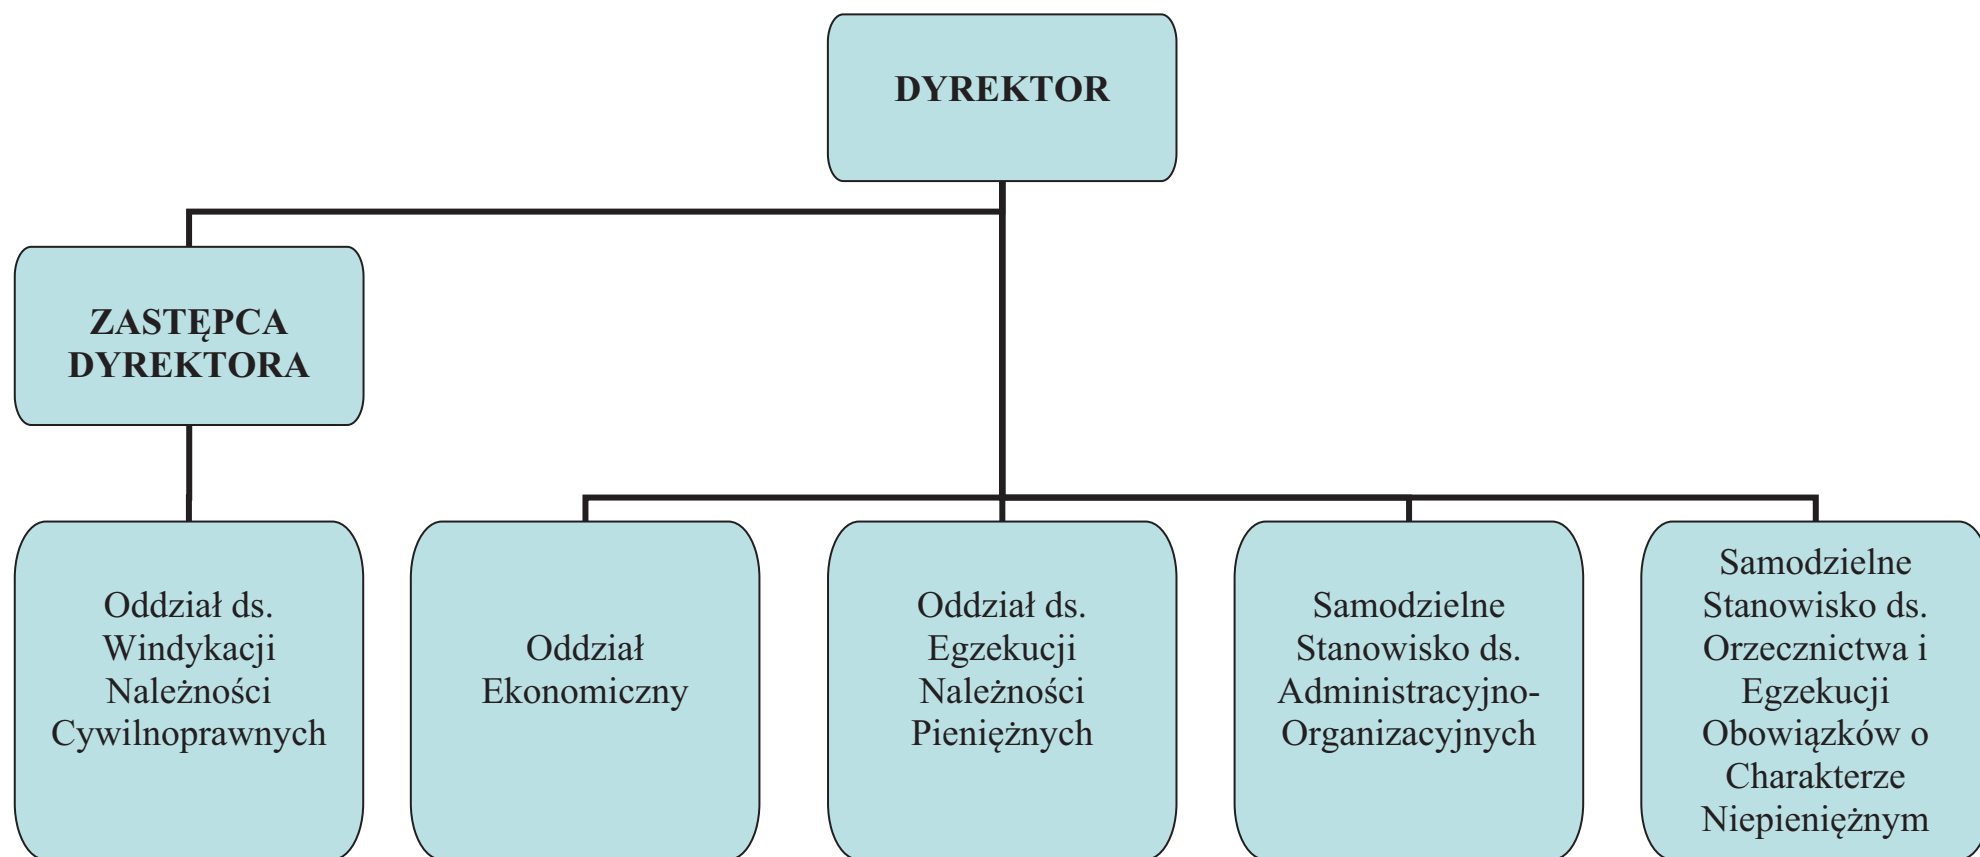 DYREKTOR
ZASTĘPCA
DYREKTORA
Oddział ds.
Windykacji
Należności
Cywilnoprawnych
Oddział
Ekonomiczny
Oddział ds.
Egzekucji
Należności
Pieniężnych
Samodzielne
Stanowisko ds.
Administracyjno-
Organizacyjnych
Samodzielne
Stanowisko ds.
Orzecznictwa i
Egzekucji
Obowiązków o
Charakterze
Niepieniężnym